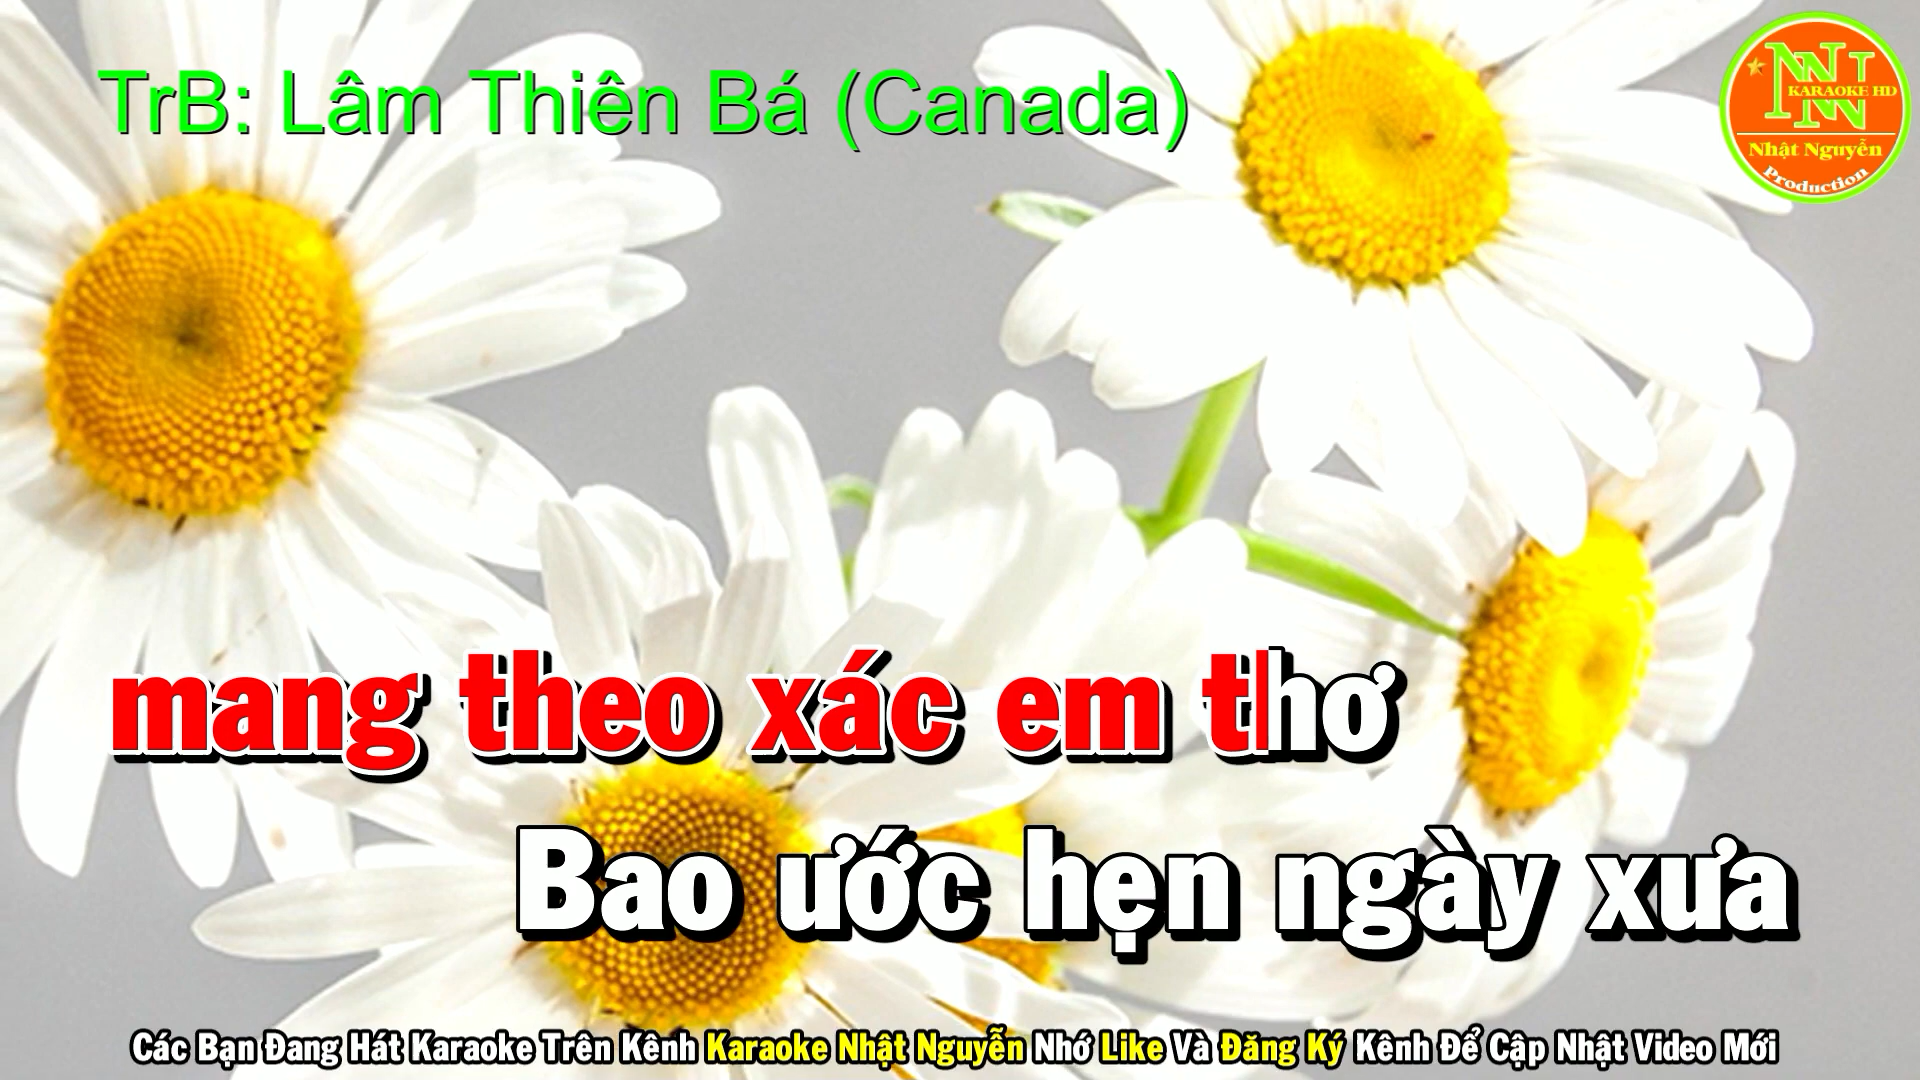 TrB: Lâm Thiên Bá (Canada)
NN
KARAOKE HD
NN
Nhật Nguyễn
Production
mang theo xác em thơ
Bao ước hẹn ngày xưa
Các Bạn Đang Hát Karaoke Trên Kênh Karaoke Nhật Nguyễn Nhớ Like Và Đăng Ký Kênh Để Cập Nhật Video Mới